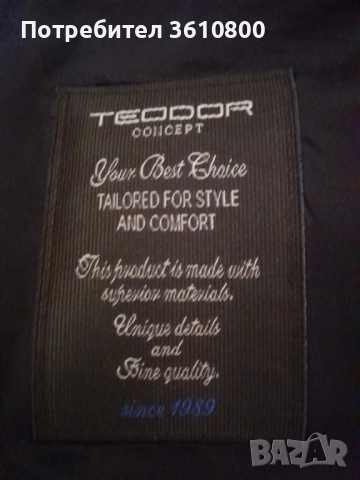 Потребител 3610800
TEODOR
CONCEPT
Your Best Choice
TAILORED FOR STYLE
AND COMFORT
This product is made with
superior materials.
Unique details
and
Fine quality.
since 1989
BAZAR